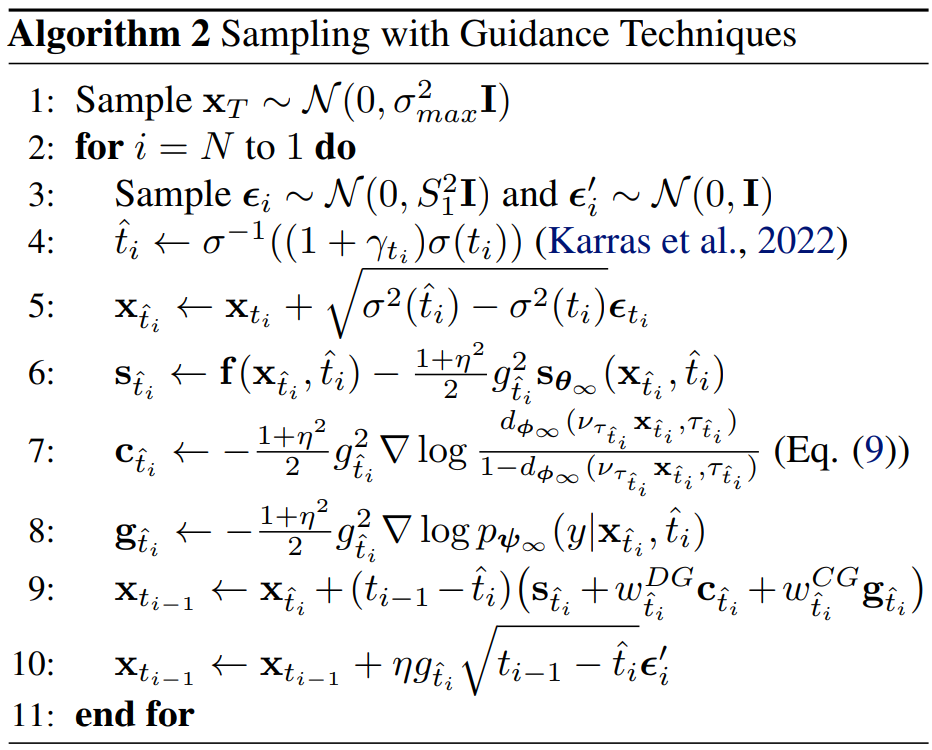 Algorithm 2 Sampling with Guidance Techniques
1: Sample $\mathbf{x}_T \sim \mathcal{N}(0, \sigma_{max}^2 \mathbf{I})$
2: for $i = N$ to 1 do
3: Sample $\boldsymbol{\epsilon}_i \sim \mathcal{N}(0, S_1^2 \mathbf{I})$ and $\boldsymbol{\epsilon}_i' \sim \mathcal{N}(0, \mathbf{I})$
4: $\hat{t}_i \leftarrow \sigma^{-1}((1 + \gamma_{t_i})\sigma(t_i))$ (Karras et al., 2022)
5: $\mathbf{x}_{\hat{t}_i} \leftarrow \mathbf{x}_{t_i} + \sqrt{\sigma^2(\hat{t}_i) - \sigma^2(t_i)} \boldsymbol{\epsilon}_{t_i}$
6: $\mathbf{s}_{\hat{t}_i} \leftarrow \mathbf{f}(\mathbf{x}_{\hat{t}_i}, \hat{t}_i) - \frac{1+\eta^2}{2} g_{\hat{t}_i}^2 \mathbf{s}_{\boldsymbol{\theta}_\infty}(\mathbf{x}_{\hat{t}_i}, \hat{t}_i)$
7: $\mathbf{c}_{\hat{t}_i} \leftarrow -\frac{1+\eta^2}{2} g_{\hat{t}_i}^2 \nabla \log \frac{d_{\boldsymbol{\phi}_\infty}(\nu_{\tau_{\hat{t}_i}} \mathbf{x}_{\hat{t}_i}, \tau_{\hat{t}_i})}{1 - d_{\boldsymbol{\phi}_\infty}(\nu_{\tau_{\hat{t}_i}} \mathbf{x}_{\hat{t}_i}, \tau_{\hat{t}_i})}$ (Eq. (9))
8: $\mathbf{g}_{\hat{t}_i} \leftarrow -\frac{1+\eta^2}{2} g_{\hat{t}_i}^2 \nabla \log p_{\boldsymbol{\psi}_\infty}(y|\mathbf{x}_{\hat{t}_i}, \hat{t}_i)$
9: $\mathbf{x}_{t_{i-1}} \leftarrow \mathbf{x}_{\hat{t}_i} + (t_{i-1} - \hat{t}_i)(\mathbf{s}_{\hat{t}_i} + w_{\hat{t}_i}^{DG} \mathbf{c}_{\hat{t}_i} + w_{\hat{t}_i}^{CG} \mathbf{g}_{\hat{t}_i})$
10: $\mathbf{x}_{t_{i-1}} \leftarrow \mathbf{x}_{t_{i-1}} + \eta g_{\hat{t}_i} \sqrt{t_{i-1} - \hat{t}_i} \boldsymbol{\epsilon}_i'$
11: end for